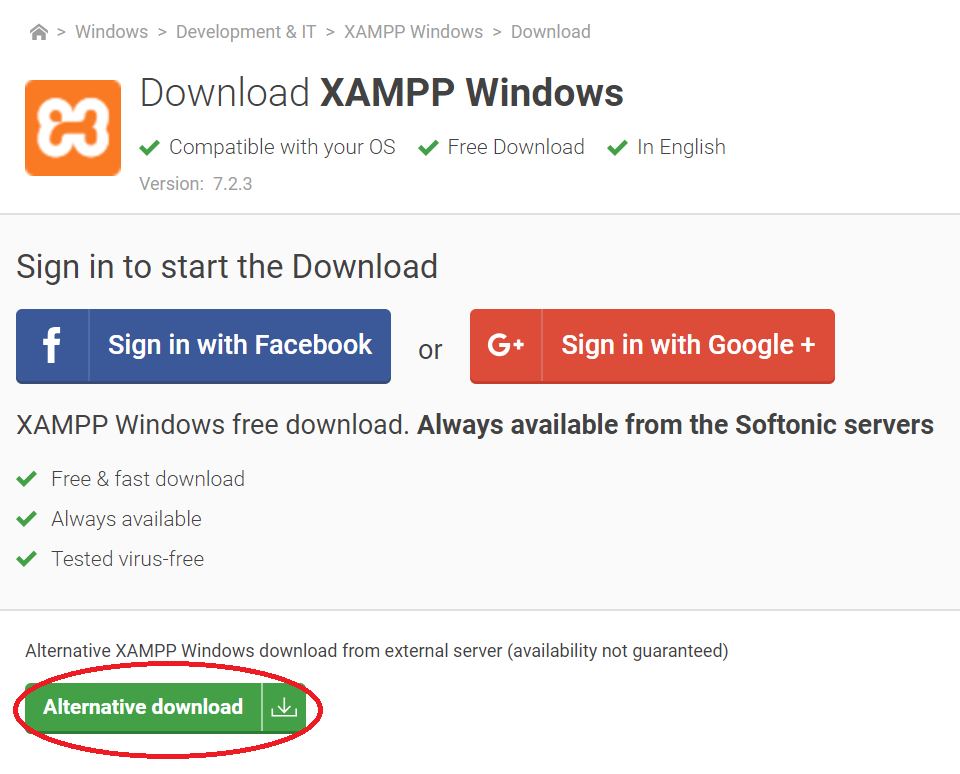 > Windows > Development & IT > XAMPP Windows > Download
Download XAMPP Windows
Compatible with your OS Free Download In English
Version: 7.2.3
Sign in to start the Download
f Sign in with Facebook or G+ Sign in with Google +
XAMPP Windows free download. Always available from the Softonic servers
Free & fast download
Always available
Tested virus-free
Alternative XAMPP Windows download from external server (availability not guaranteed)
Alternative download